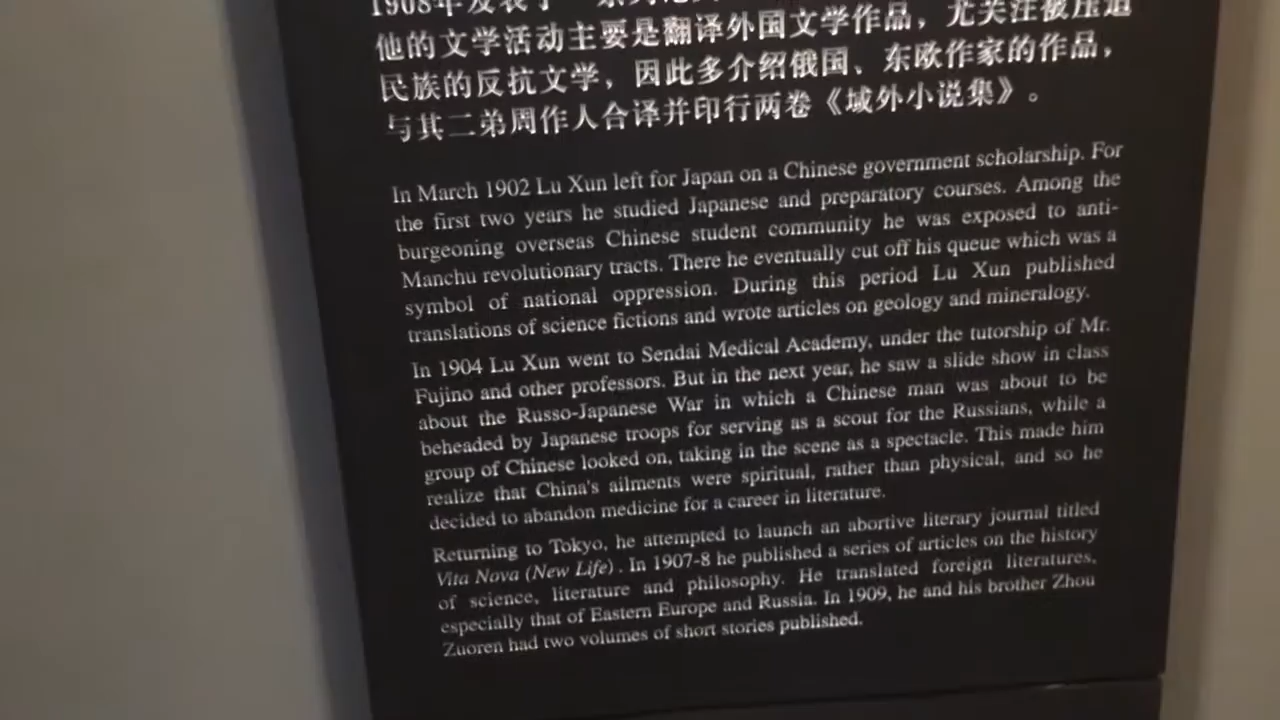 1908年发表了一系列
他的文学活动主要是翻译外国文学作品，尤关注被压迫
民族的反抗文学，因此多介绍俄国、东欧作家的作品，
与其二弟周作人合译并印行两卷《域外小说集》。
In March 1902 Lu Xun left for Japan on a Chinese government scholarship. For
the first two years he studied Japanese and preparatory courses. Among the
burgeoning overseas Chinese student community he was exposed to anti-
Manchu revolutionary tracts. There he eventually cut off his queue which was a
symbol of national oppression. During this period Lu Xun published
translations of science fictions and wrote articles on geology and mineralogy.
In 1904 Lu Xun went to Sendai Medical Academy, under the tutorship of Mr.
Fujino and other professors. But in the next year, he saw a slide show in class
about the Russo-Japanese War in which a Chinese man was about to be
beheaded by Japanese troops for serving as a scout for the Russians, while a
group of Chinese looked on, taking in the scene as a spectacle. This made him
realize that China's ailments were spiritual, rather than physical, and so he
decided to abandon medicine for a career in literature.
Returning to Tokyo, he attempted to launch an abortive literary journal titled
Vita Nova (New Life) . In 1907-8 he published a series of articles on the history
of science, literature and philosophy. He translated foreign literatures,
especially that of Eastern Europe and Russia. In 1909, he and his brother Zhou
Zuoren had two volumes of short stories published.